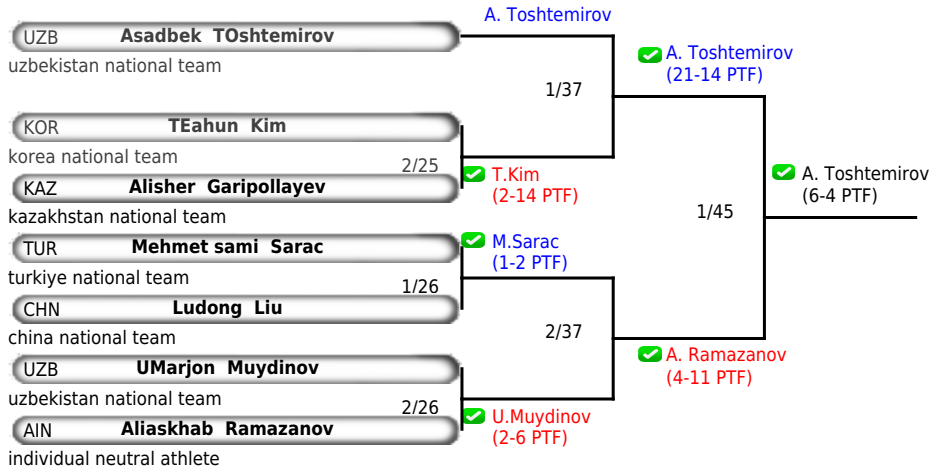 A. Toshtemirov
UZB Asadbek TOshtemirov
uzbekistan national team
A. Toshtemirov
(21-14 PTF)
1/37
KOR TEahun Kim
korea national team
2/25
T.Kim
(2-14 PTF)
KAZ Alisher Garipollayev
kazakhstan national team
A. Toshtemirov
(6-4 PTF)
1/45
TUR Mehmet sami Sarac
turkiye national team
M.Sarac
(1-2 PTF)
1/26
CHN Ludong Liu
china national team
2/37
UZB UMarjon Muydinov
uzbekistan national team
A. Ramazanov
(4-11 PTF)
2/26
U.Muydinov
(2-6 PTF)
AIN Aliaskhab Ramazanov
individual neutral athlete